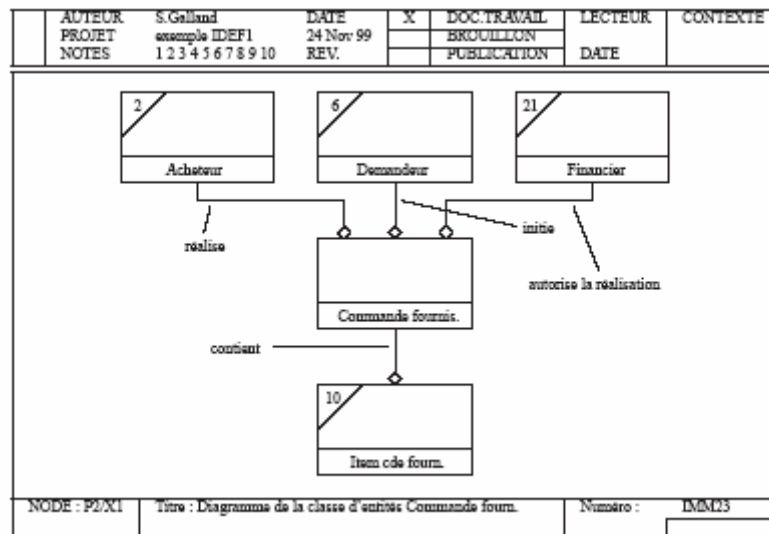 AUTEUR S.Galland DATE X DOC.TRAVAIL LECTEUR CONTEXTE
PROJET exemple IDEF1 24 Nov 99 BROUILLON
NOTES 1 2 3 4 5 6 7 8 9 10 REV. PUBLICATION DATE
2 6 21
Acheteur Demandeur Financier
réalise initie
autorise la réalisation
Commande fournis.
contient
10
Item cde fourn.
NODE : P2/X1 Titre : Diagramme de la classe d'entités Commande fourn. Numéro : IMM23